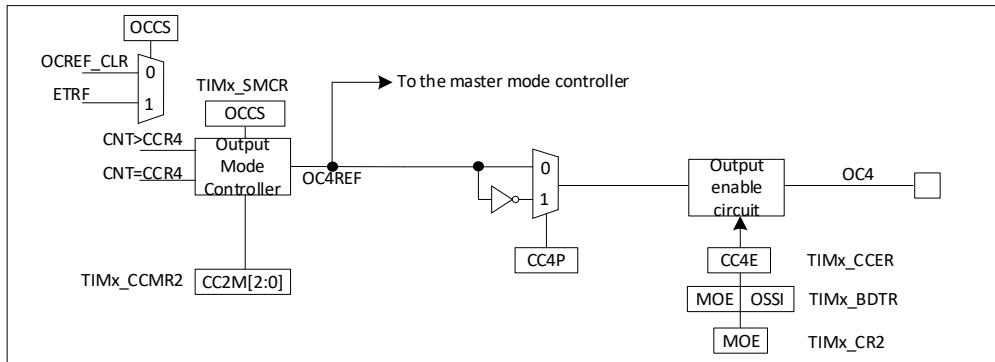 OCCS
OCREF_CLR
0
ETRF
1
TIMx_SMCR
OCCS
To the master mode controller
CNT>CCR4
CNT=CCR4
Output
Mode
Controller
OC4REF
0
1
CC4P
Output
enable
circuit
OC4
TIMx_CCMR2
CC2M[2:0]
CC4E
TIMx_CCER
MOE
OSSI
TIMx_BDTR
MOE
TIMx_CR2